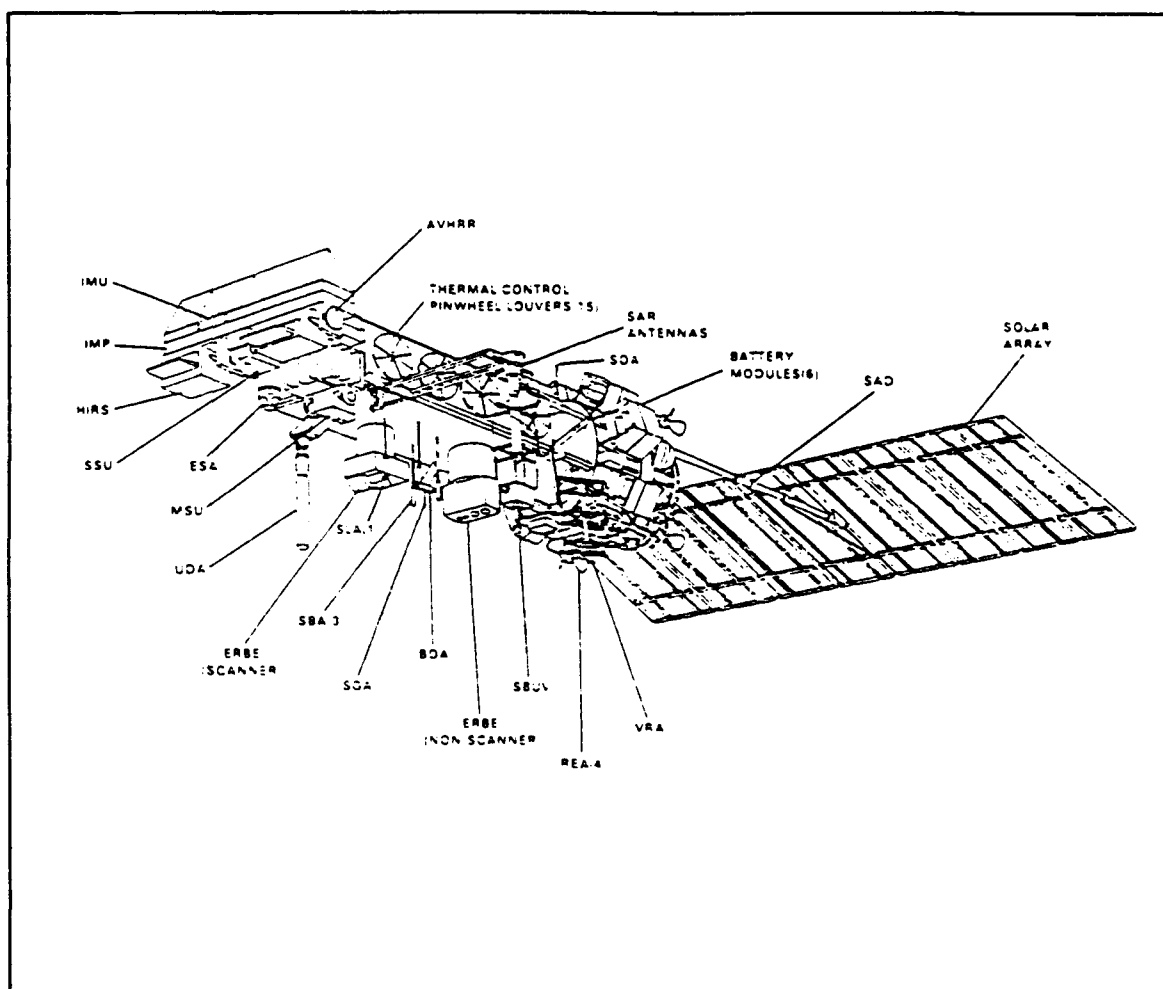 AVHRR
IMU
THERMAL CONTROL
PINWHEEL LOUVERS 15)
SAR
ANTENNAS
SOLAR
ARRAY
IMP
SOA
BATTERY
MODULES(6)
SAD
HIRS
SSU
ESA
MSU
SLA
UDA
SBA 3
ERBE
(SCANNER
BDA
SOA
SBUV
ERBE
(NON SCANNER
VRA
REA-4